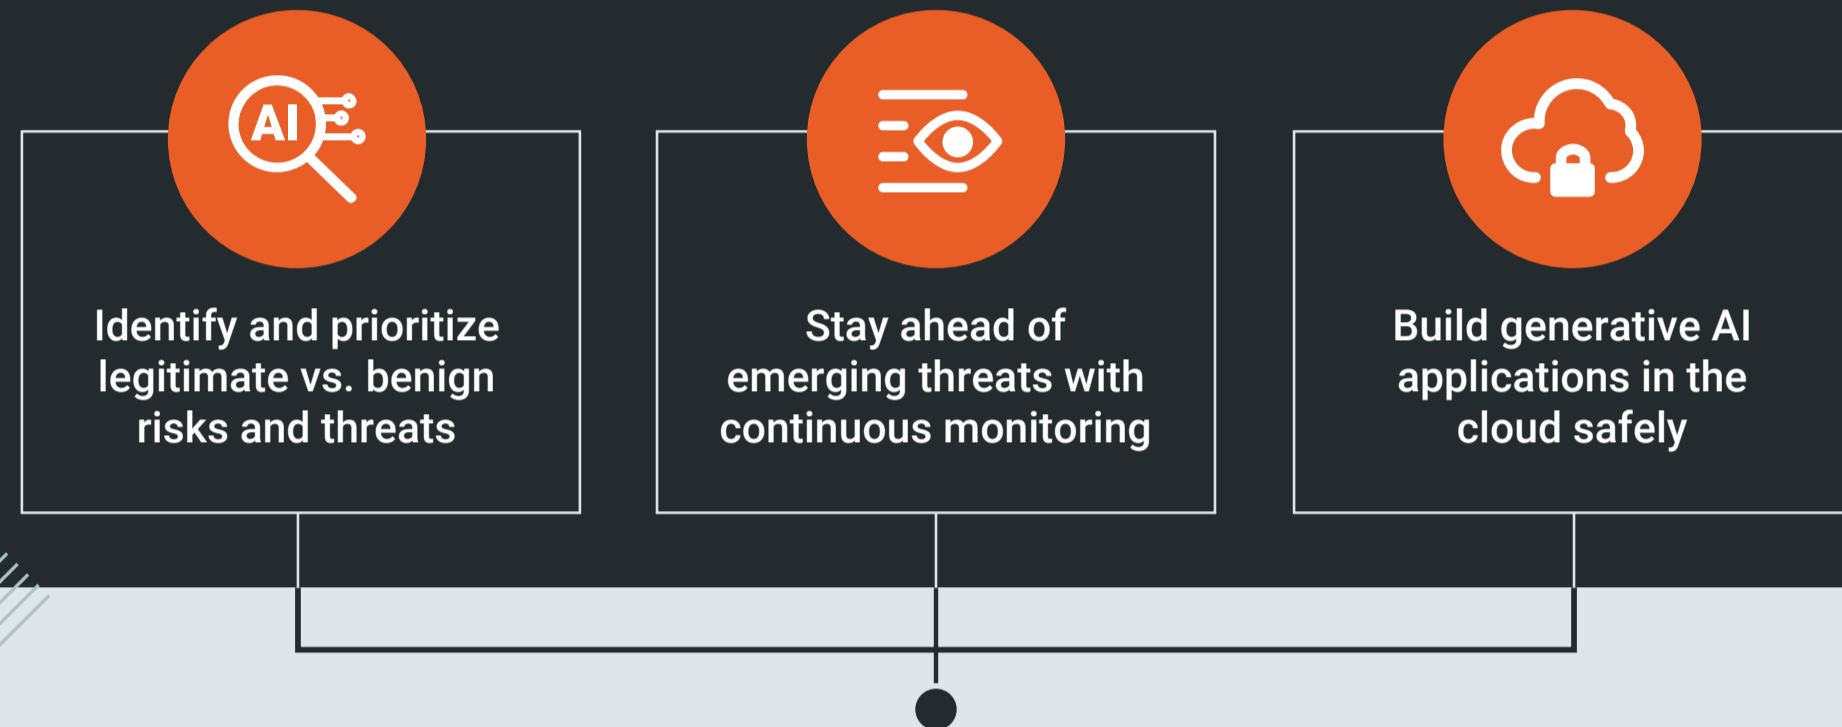 AI
Identify and prioritize
legitimate vs. benign
risks and threats
Stay ahead of
emerging threats with
continuous monitoring
Build generative AI
applications in the
cloud safely